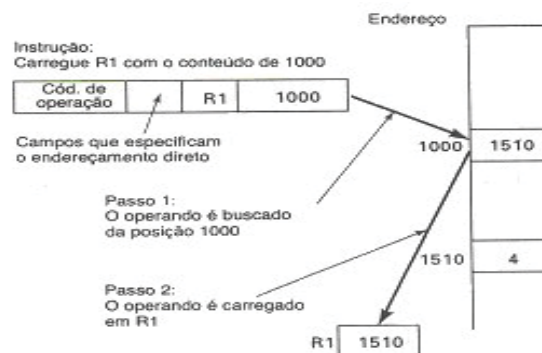 Endereço
Instrução:
Carregue R1 com o conteúdo de 1000
Cód. de
operação
R1
1000
Campos que especificam
o endereçamento direto
1000
1510
Passo 1:
O operando é buscado
da posição 1000
1510
4
Passo 2:
O operando é carregado
em R1
R1
1510